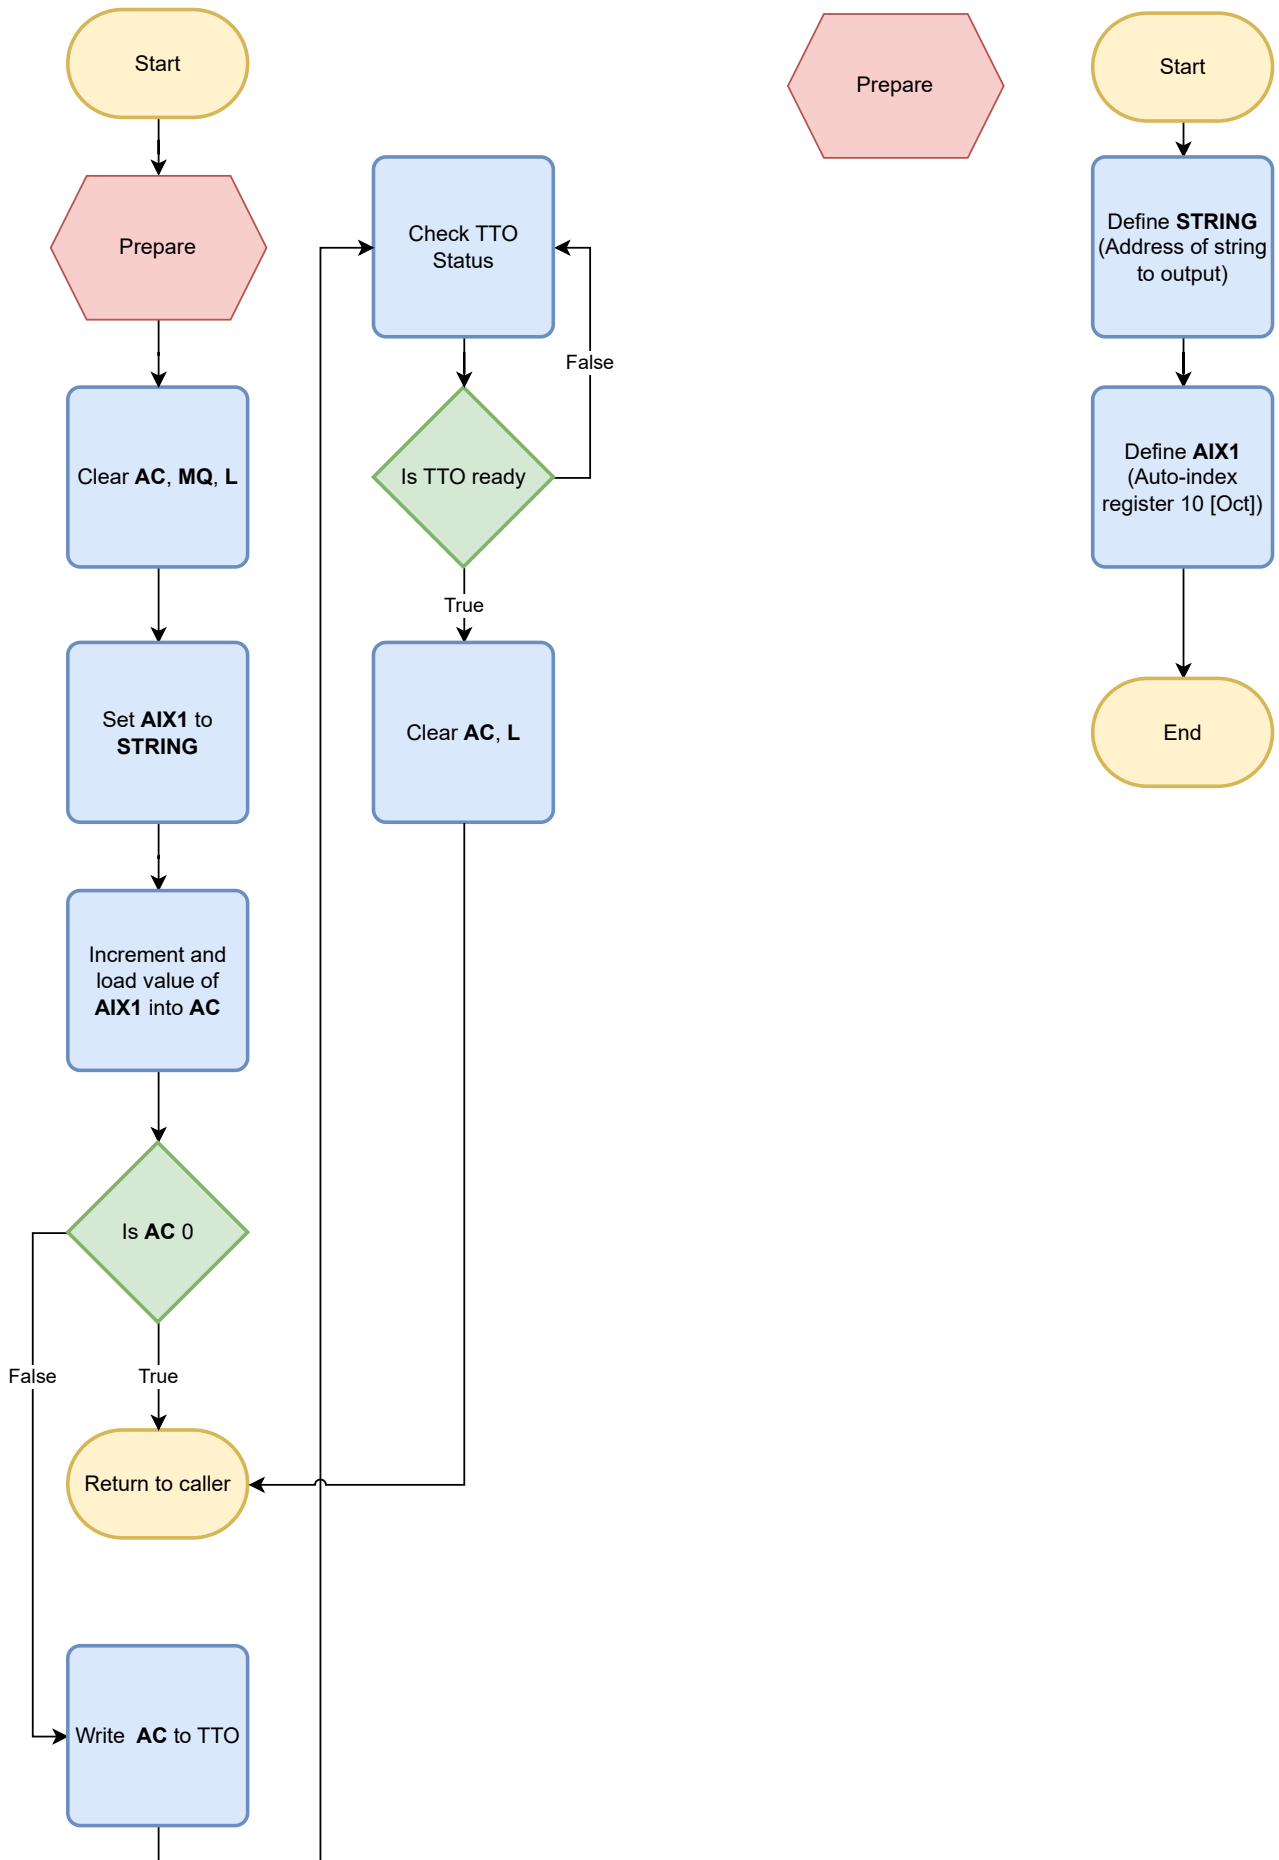 Start
Prepare
Clear AC, MQ, L
Set AIX1 to
STRING
Increment and
load value of
AIX1 into AC
Is AC 0
False
True
Return to caller
Write  AC to TTO
Check TTO
Status
False
Is TTO ready
True
Clear AC, L
Prepare
Start
Define STRING
(Address of string
to output)
Define AIX1
(Auto-index
register 10 [Oct])
End